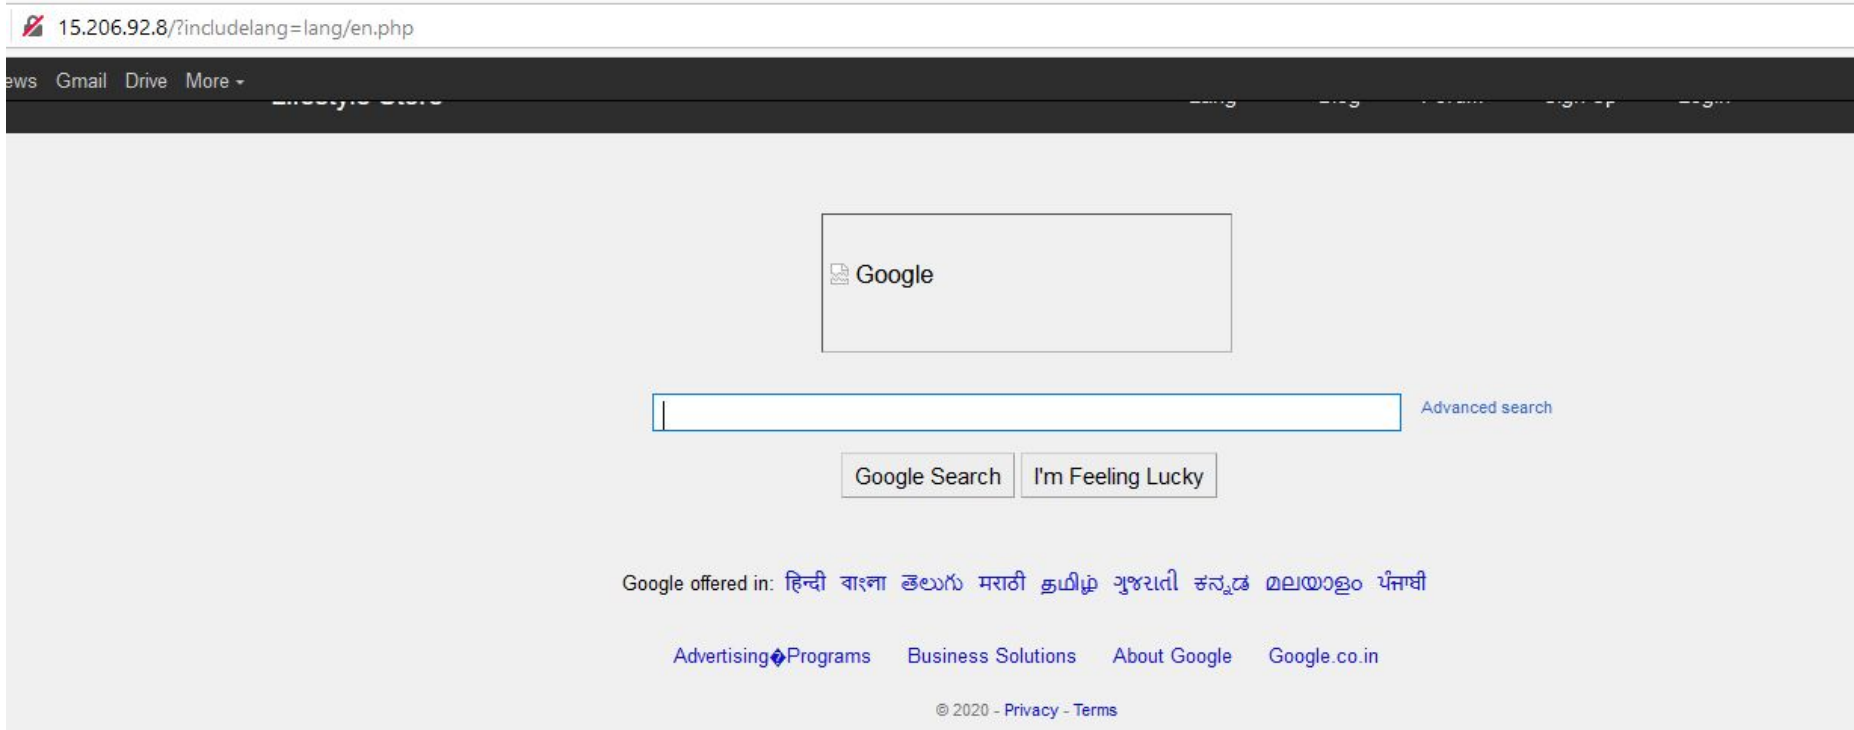 15.206.92.8/?includelang=lang/en.php
ews Gmail Drive More
Google
Advanced search
Google Search I'm Feeling Lucky
Google offered in: हिन्दी বাংলা తెలుగు मराठी தமிழ் ગુજરાતી ಕನ್ನಡ മലയാളം ਪੰਜਾਬੀ
Advertising�Programs Business Solutions About Google Google.co.in
© 2020 - Privacy - Terms